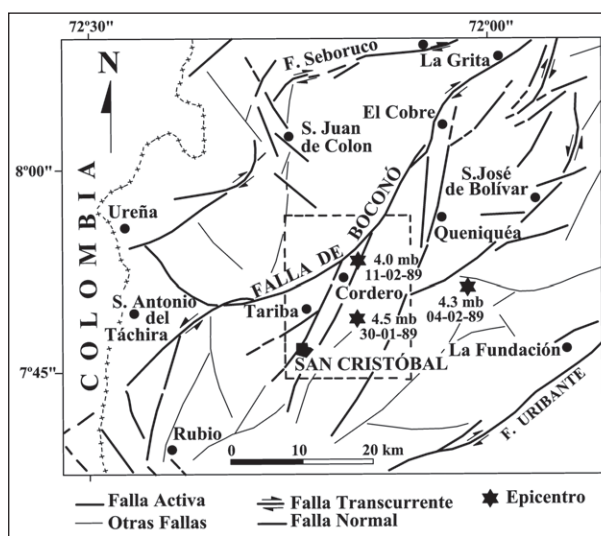 72°30'
72°00'
N
F. Seboruco
La Grita
El Cobre
S. Juan
de Colon
8°00'
S.José
de Bolívar
COLOMBIA
Ureña
Queniquéa
FALLA DE BOCONÓ
4.0 mb
11-02-89
Cordero
4.3 mb
04-02-89
S. Antonio
del
Táchira
Tariba
4.5 mb
30-01-89
La Fundación
SAN CRISTÓBAL
7°45'
F. URIBANTE
Rubio
0 10 20 km
Falla Activa
Falla Transcurrente
Epicentro
Otras Fallas
Falla Normal